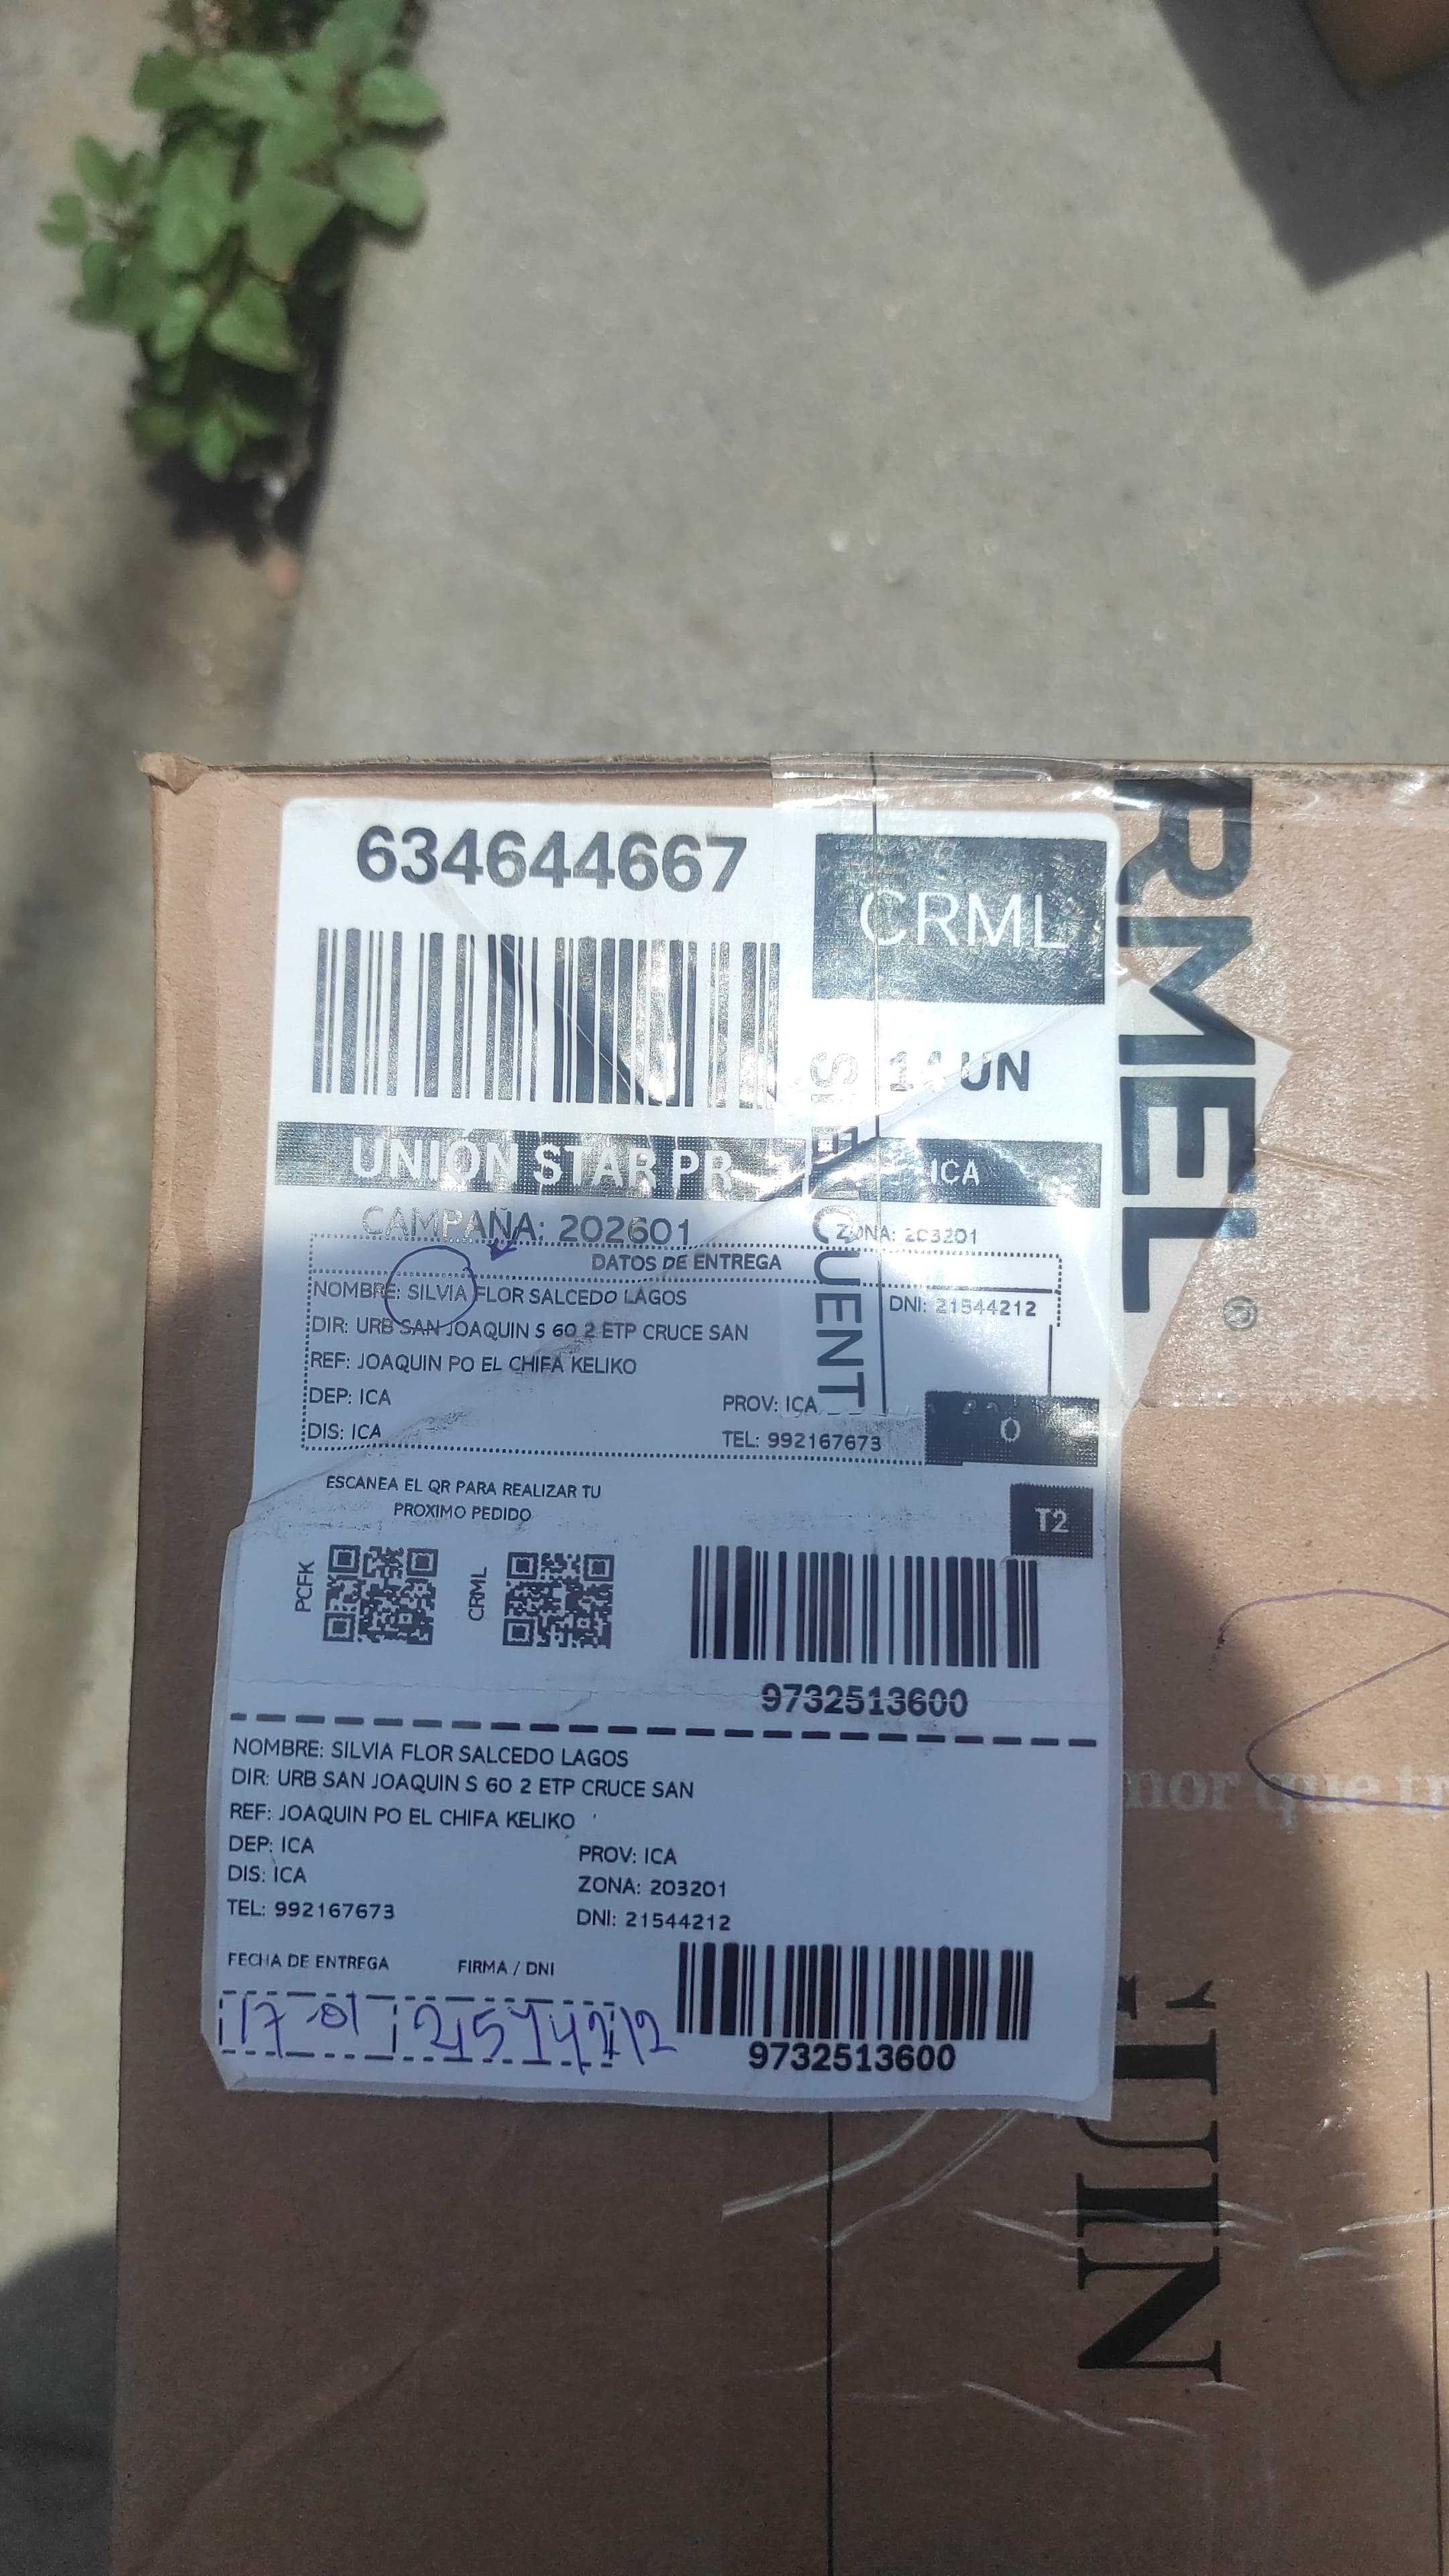 634644667
CRML
14 UN
UNIÓN STAR PR
ICA
CAMPAÑA: 202601
ZONA: 203201
DATOS DE ENTREGA
NOMBRE: SILVIA FLOR SALCEDO LAGOS
DNI: 21544212
DIR: URB SAN JOAQUIN S 60 2 ETP CRUCE SAN
REF: JOAQUIN PO EL CHIFA KELIKO
DEP: ICA
PROV: ICA
DIS: ICA
TEL: 992167673
O
ESCANEA EL QR PARA REALIZAR TU
PROXIMO PEDIDO
T2
PCFK
CRML
9732513600
NOMBRE: SILVIA FLOR SALCEDO LAGOS
DIR: URB SAN JOAQUIN S 60 2 ETP CRUCE SAN
REF: JOAQUIN PO EL CHIFA KELIKO
DEP: ICA
PROV: ICA
DIS: ICA
ZONA: 203201
TEL: 992167673
DNI: 21544212
FECHA DE ENTREGA
FIRMA / DNI
17-01
21544212
9732513600
RMEL
®
que